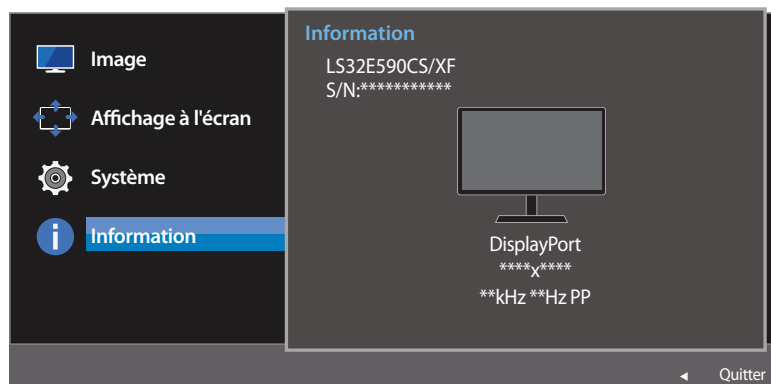 Image
Affichage à l'écran
Système
Information
Information
LS32E590CS/XF
S/N:***********
DisplayPort
****x****
**kHz **Hz PP
◄ Quitter